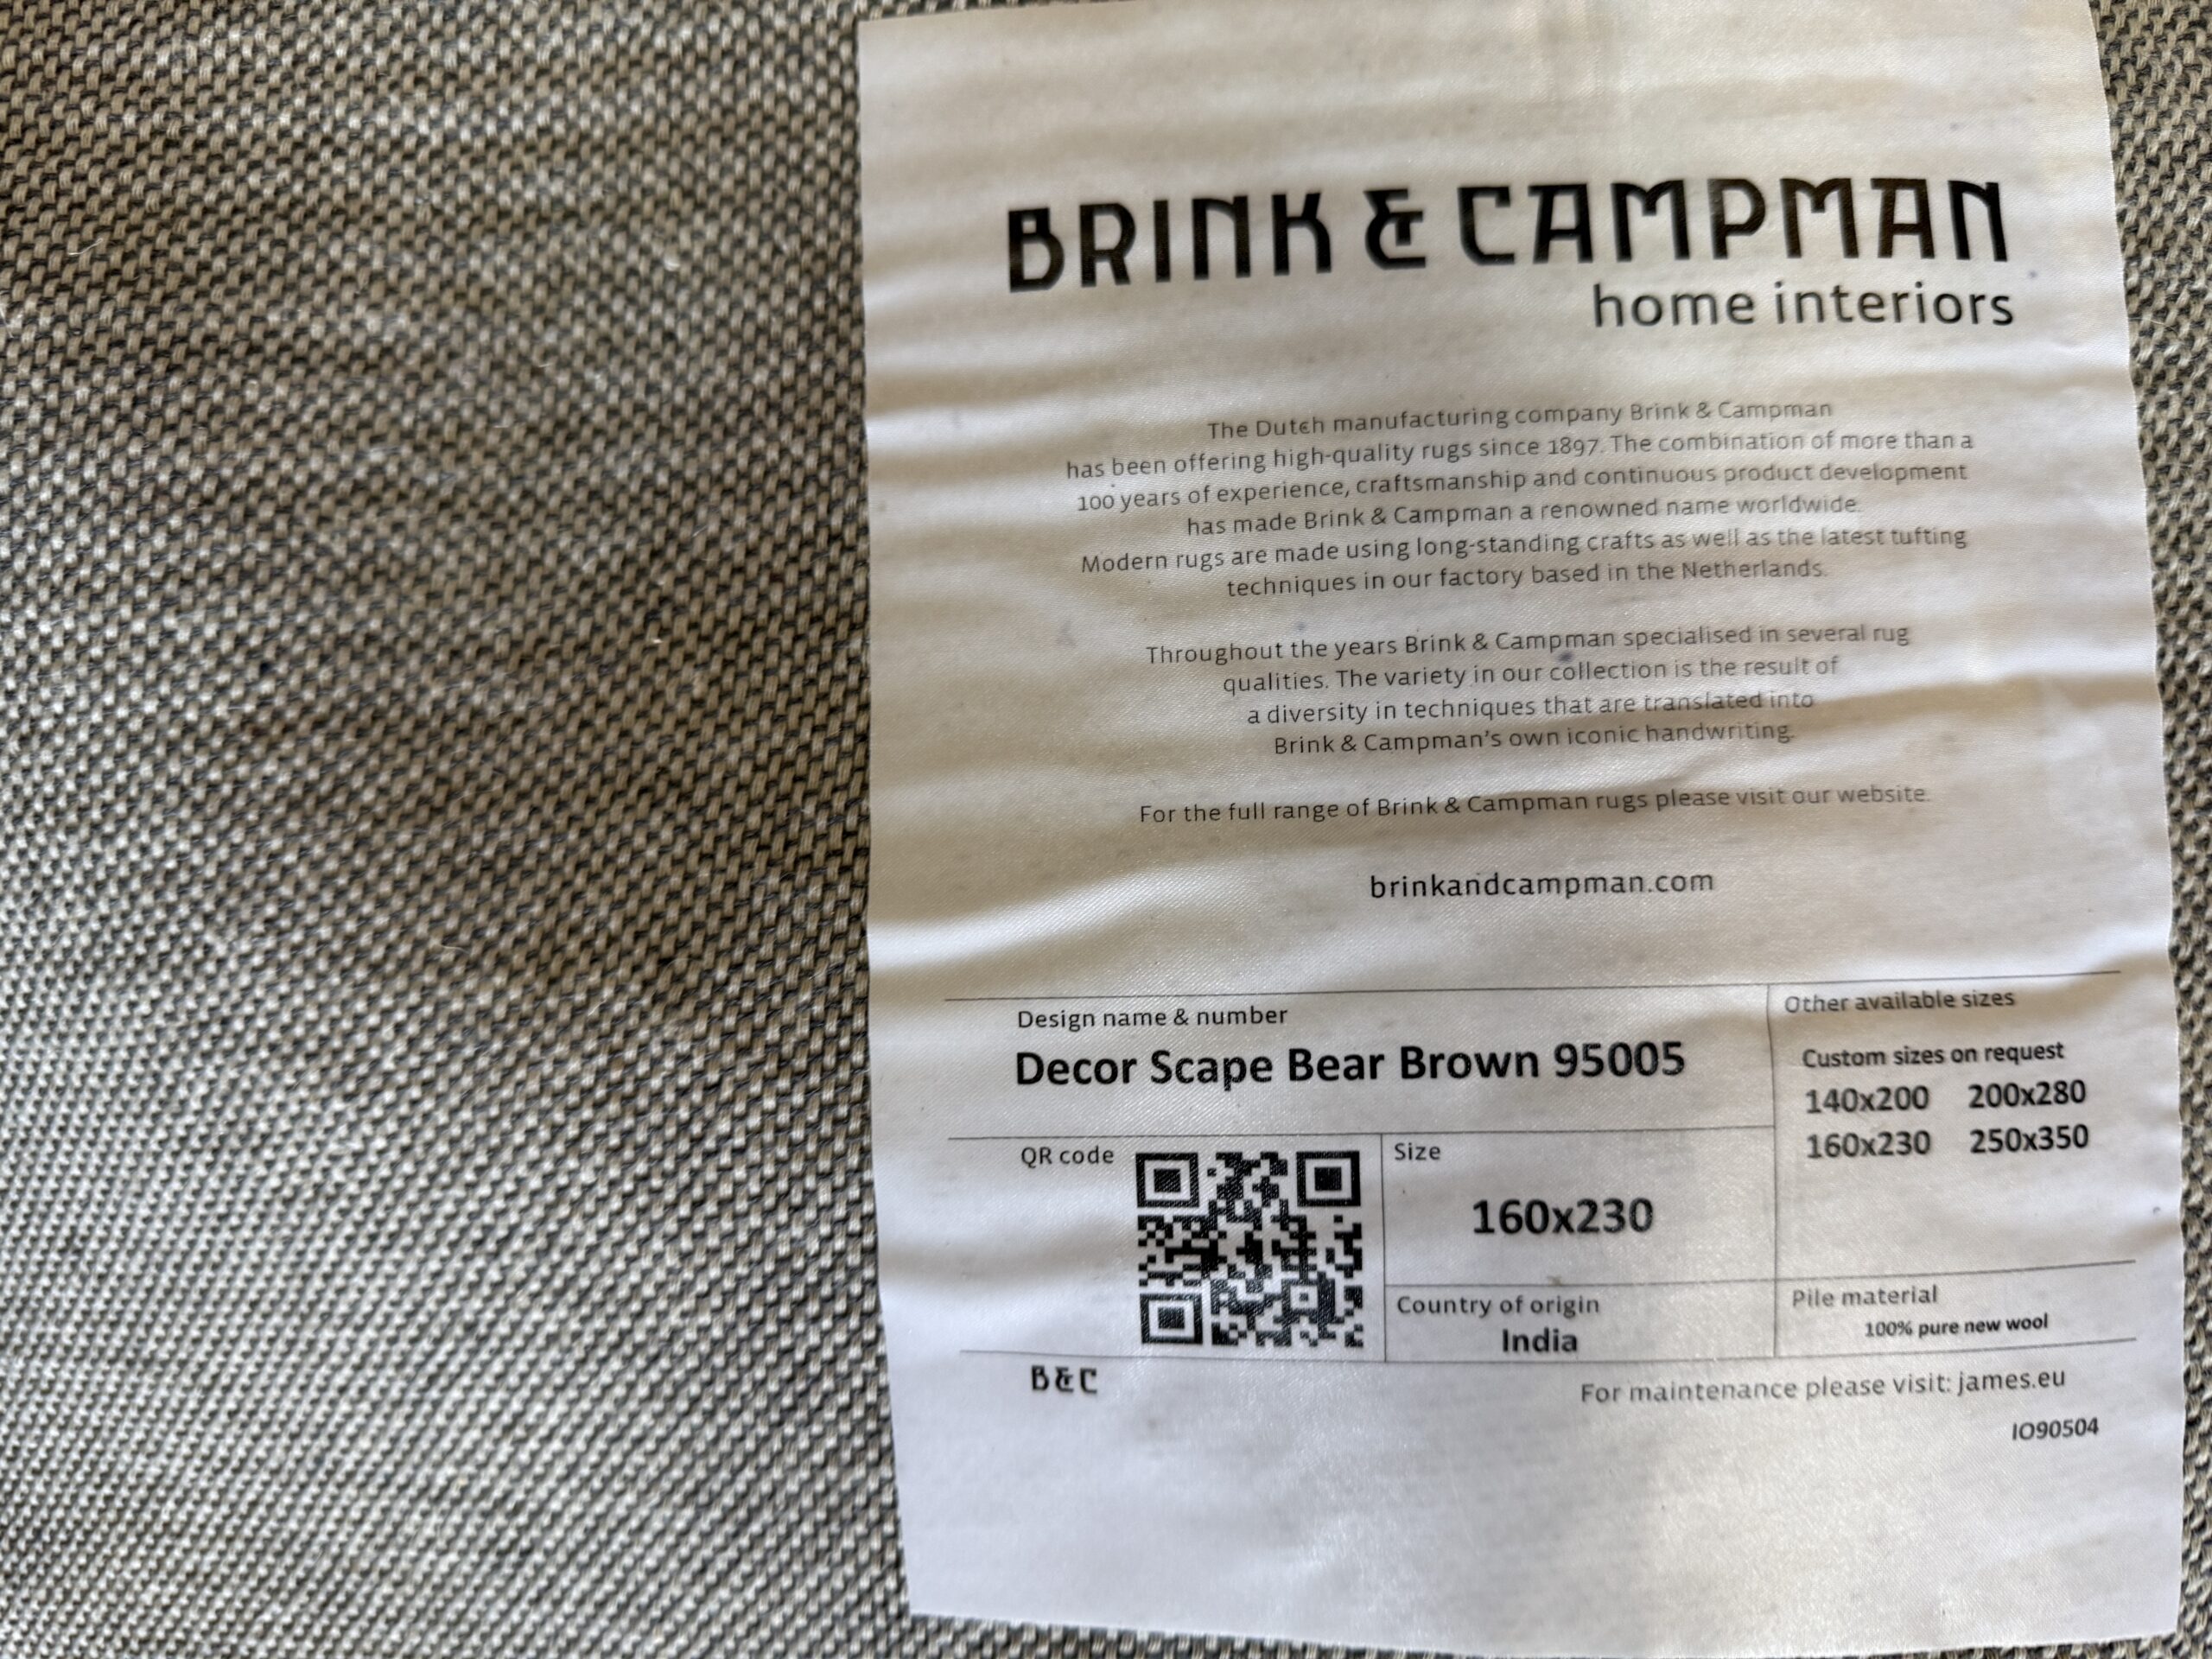 BRINK & CAMPMAN
home interiors
The Dutch manufacturing company Brink & Campman
has been offering high-quality rugs since 1897. The combination of more than a
100 years of experience, craftsmanship and continuous product development
has made Brink & Campman a renowned name worldwide.
Modern rugs are made using long-standing crafts as well as the latest tufting
techniques in our factory based in the Netherlands.
Throughout the years Brink & Campman specialised in several rug
qualities. The variety in our collection is the result of
a diversity in techniques that are translated into
Brink & Campman's own iconic handwriting.
For the full range of Brink & Campman rugs please visit our website.
brinkandcampman.com
Design name & number
Decor Scape Bear Brown 95005
Other available sizes
Custom sizes on request
140x200 200x280
160x230 250x350
QR code
Size
160x230
Country of origin
India
Pile material
100% pure new wool
B&C
For maintenance please visit: james.eu
IO90504